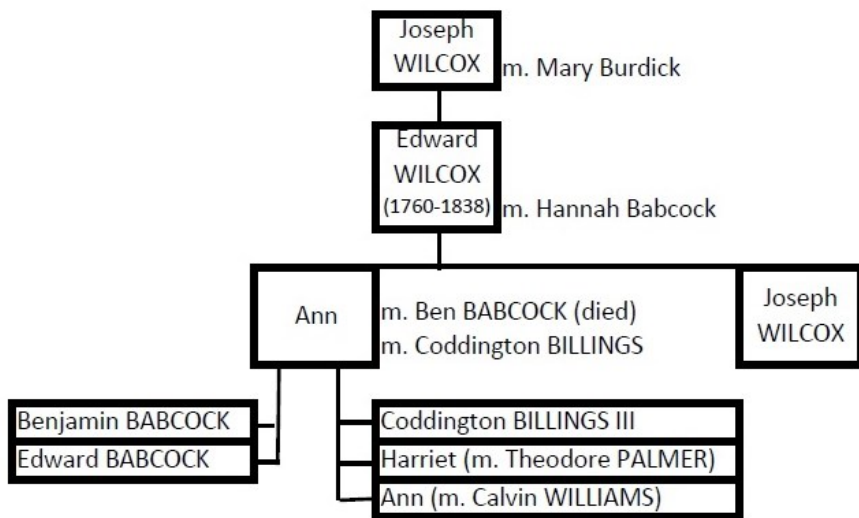 Joseph
WILCOX
m. Mary Burdick
Edward
WILCOX
(1760-1838)
m. Hannah Babcock
Ann
m. Ben BABCOCK (died)
m. Coddington BILLINGS
Joseph
WILCOX
Benjamin BABCOCK
Edward BABCOCK
Coddington BILLINGS III
Harriet (m. Theodore PALMER)
Ann (m. Calvin WILLIAMS)